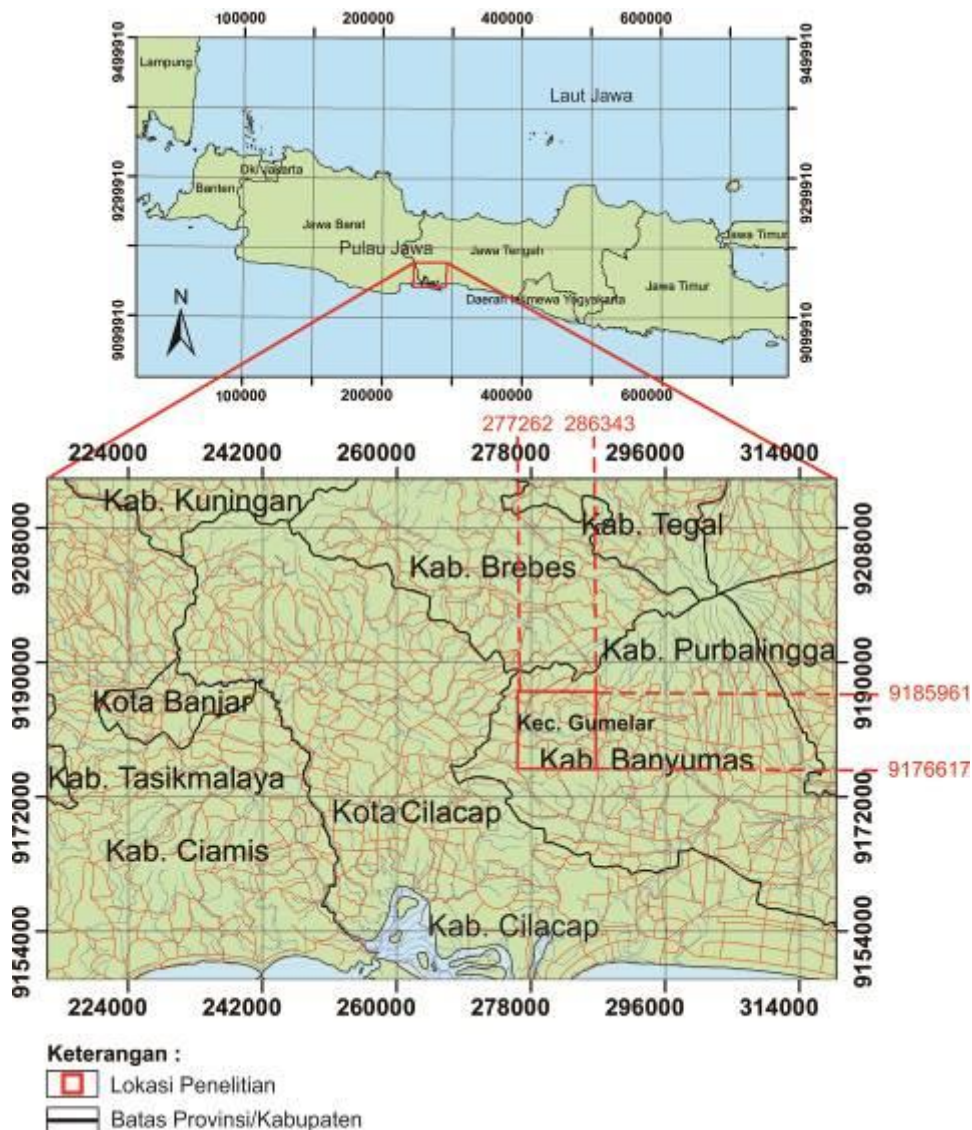 100000 200000 400000 600000
9499910 9499910
Lampung
Laut Jawa
Dki Jakarta
Banten
9299910 9299910
Jawa Barat
Jawa Timur
Pulau Jawa
Jawa Tengah
Jawa Timur
Daerah Istimewa Yogyakarta
N
9099910 9099910
100000 200000 400000 600000
277262 286343
224000 242000 260000 278000 296000 314000
Kab. Kuningan
Kab. Tegal
9208000 9208000
Kab. Brebes
Kab. Purbalingga
9190000 9190000
Kota Banjar
9185961
Kec. Gumelar
Kab. Banyumas
9176617
Kab. Tasikmalaya
Kota Cilacap
9172000 9172000
Kab. Ciamis
Kab. Cilacap
9154000 9154000
224000 242000 260000 278000 296000 314000
Keterangan :
Lokasi Penelitian
Batas Provinsi/Kabupaten